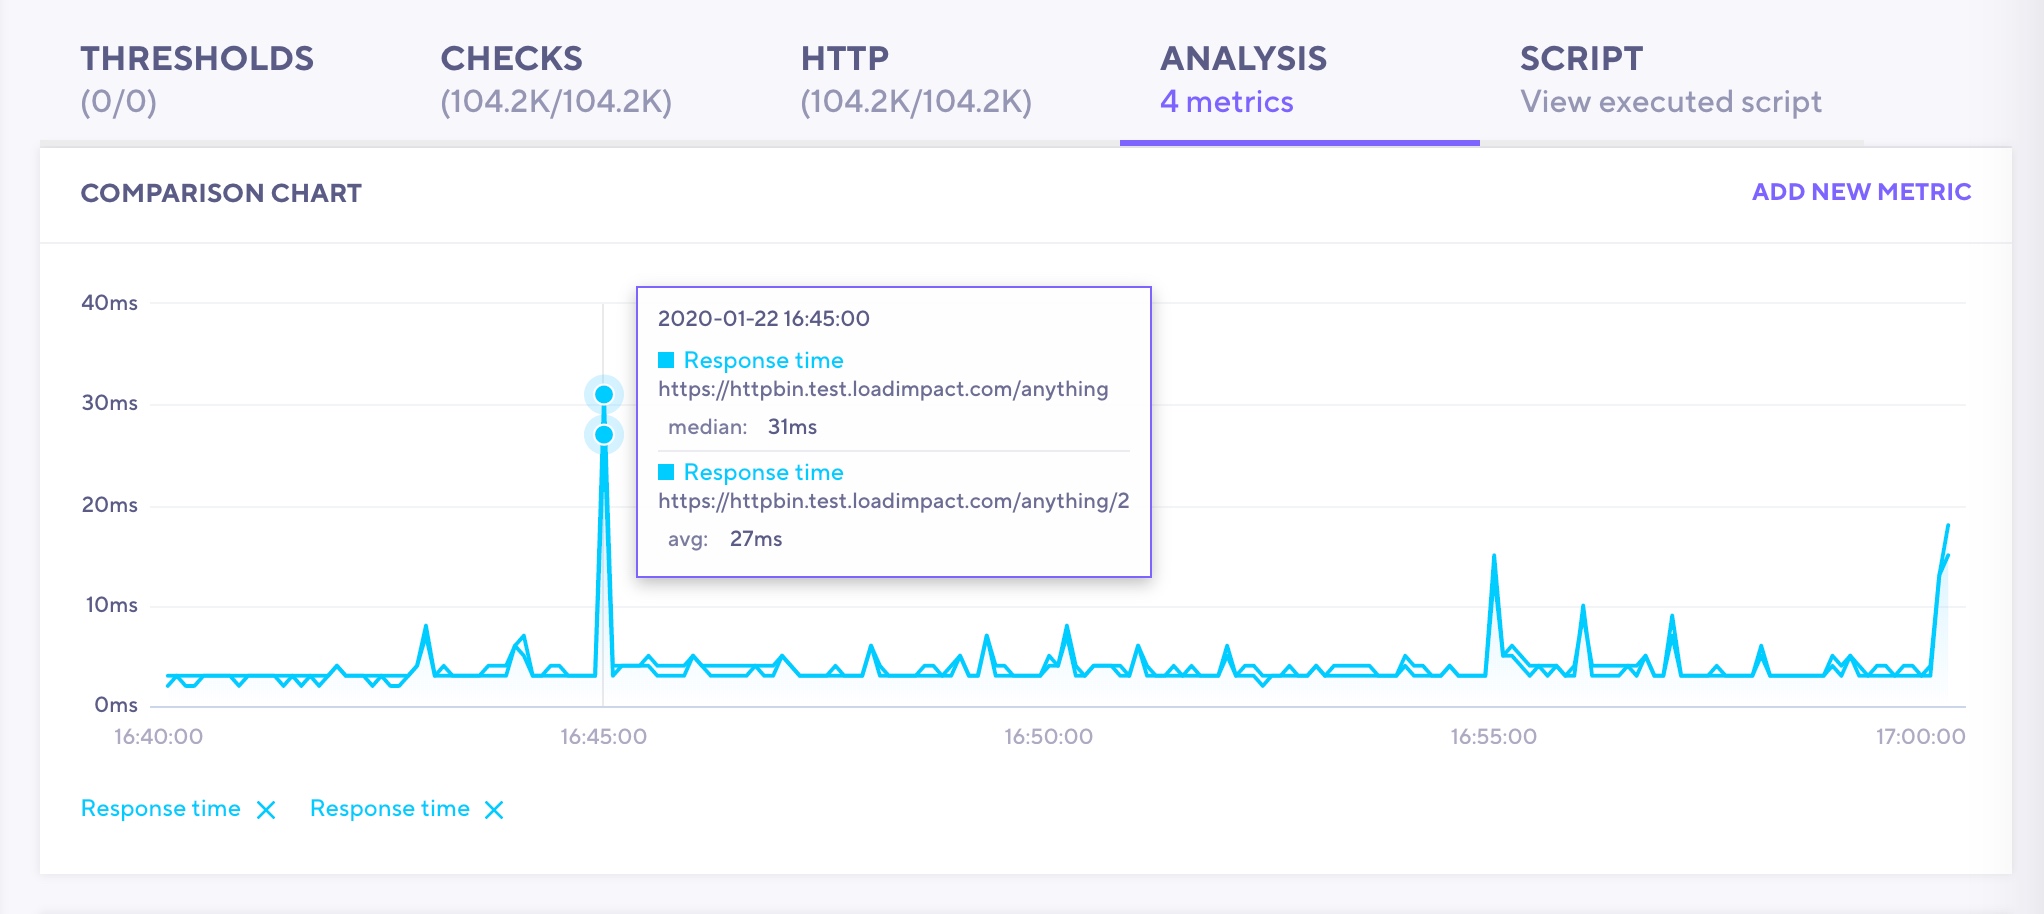 THRESHOLDS
(0/0)
CHECKS
(104.2K/104.2K)
HTTP
(104.2K/104.2K)
ANALYSIS
4 metrics
SCRIPT
View executed script
COMPARISON CHART
ADD NEW METRIC
40ms
30ms
20ms
10ms
0ms
2020-01-22 16:45:00
Response time
https://httpbin.test.loadimpact.com/anything
median: 31ms
Response time
https://httpbin.test.loadimpact.com/anything/2
avg: 27ms
16:40:00
16:45:00
16:50:00
16:55:00
17:00:00
Response time
Response time